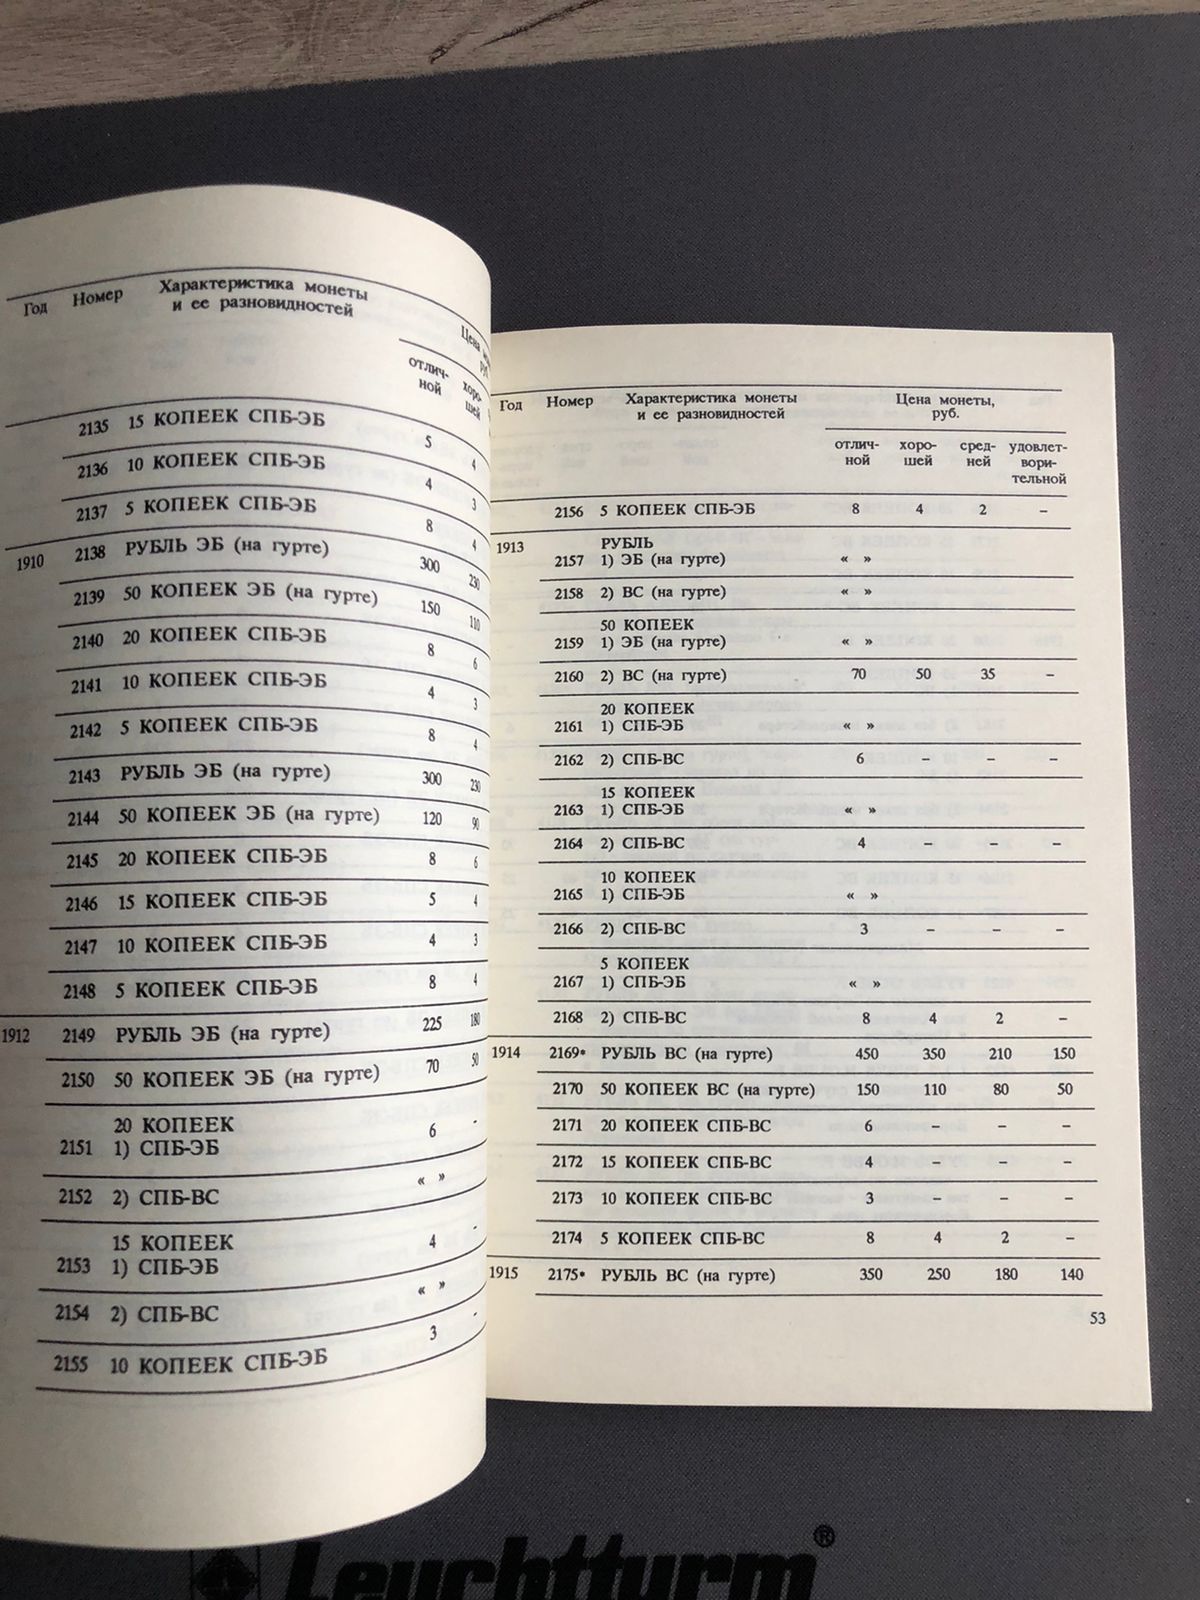 Год Номер Характеристика монеты
и ее разновидностей
Цена
отлич-
ной
хоро-
шей
2135 15 КОПЕЕК СПБ-ЭБ 5 4
2136 10 КОПЕЕК СПБ-ЭБ 4 3
2137 5 КОПЕЕК СПБ-ЭБ 8 4
1910 2138 РУБЛЬ ЭБ (на гурте) 300 230
2139 50 КОПЕЕК ЭБ (на гурте) 150 110
2140 20 КОПЕЕК СПБ-ЭБ 8 6
2141 10 КОПЕЕК СПБ-ЭБ 4 3
2142 5 КОПЕЕК СПБ-ЭБ 8 4
2143 РУБЛЬ ЭБ (на гурте) 300 230
2144 50 КОПЕЕК ЭБ (на гурте) 120 90
2145 20 КОПЕЕК СПБ-ЭБ 8 6
2146 15 КОПЕЕК СПБ-ЭБ 5 4
2147 10 КОПЕЕК СПБ-ЭБ 4 3
2148 5 КОПЕЕК СПБ-ЭБ 8 4
1912 2149 РУБЛЬ ЭБ (на гурте) 225 180
2150 50 КОПЕЕК ЭБ (на гурте) 70 50
20 КОПЕЕК
2151 1) СПБ-ЭБ 6 -
2152 2) СПБ-ВС « »
15 КОПЕЕК
2153 1) СПБ-ЭБ 4 -
2154 2) СПБ-ВС « »
2155 10 КОПЕЕК СПБ-ЭБ 3 -
Год Номер Характеристика монеты
и ее разновидностей
Цена монеты,
руб.
отлич-
ной
хоро-
шей
сред-
ней
удовлет-
вори-
тельной
2156 5 КОПЕЕК СПБ-ЭБ 8 4 2 –
1913 РУБЛЬ
2157 1) ЭБ (на гурте) « »
2158 2) ВС (на гурте) « »
50 КОПЕЕК
2159 1) ЭБ (на гурте) « »
2160 2) ВС (на гурте) 70 50 35 –
20 КОПЕЕК
2161 1) СПБ-ЭБ « »
2162 2) СПБ-ВС 6 – – –
15 КОПЕЕК
2163 1) СПБ-ЭБ « »
2164 2) СПБ-ВС 4 – – –
10 КОПЕЕК
2165 1) СПБ-ЭБ « »
2166 2) СПБ-ВС 3 – – –
5 КОПЕЕК
2167 1) СПБ-ЭБ « »
2168 2) СПБ-ВС 8 4 2 –
1914 2169• РУБЛЬ ВС (на гурте) 450 350 210 150
2170 50 КОПЕЕК ВС (на гурте) 150 110 80 50
2171 20 КОПЕЕК СПБ-ВС 6 – – –
2172 15 КОПЕЕК СПБ-ВС 4 – – –
2173 10 КОПЕЕК СПБ-ВС 3 – – –
2174 5 КОПЕЕК СПБ-ВС 8 4 2 –
1915 2175• РУБЛЬ ВС (на гурте) 350 250 180 140
53
Leuchtturm®